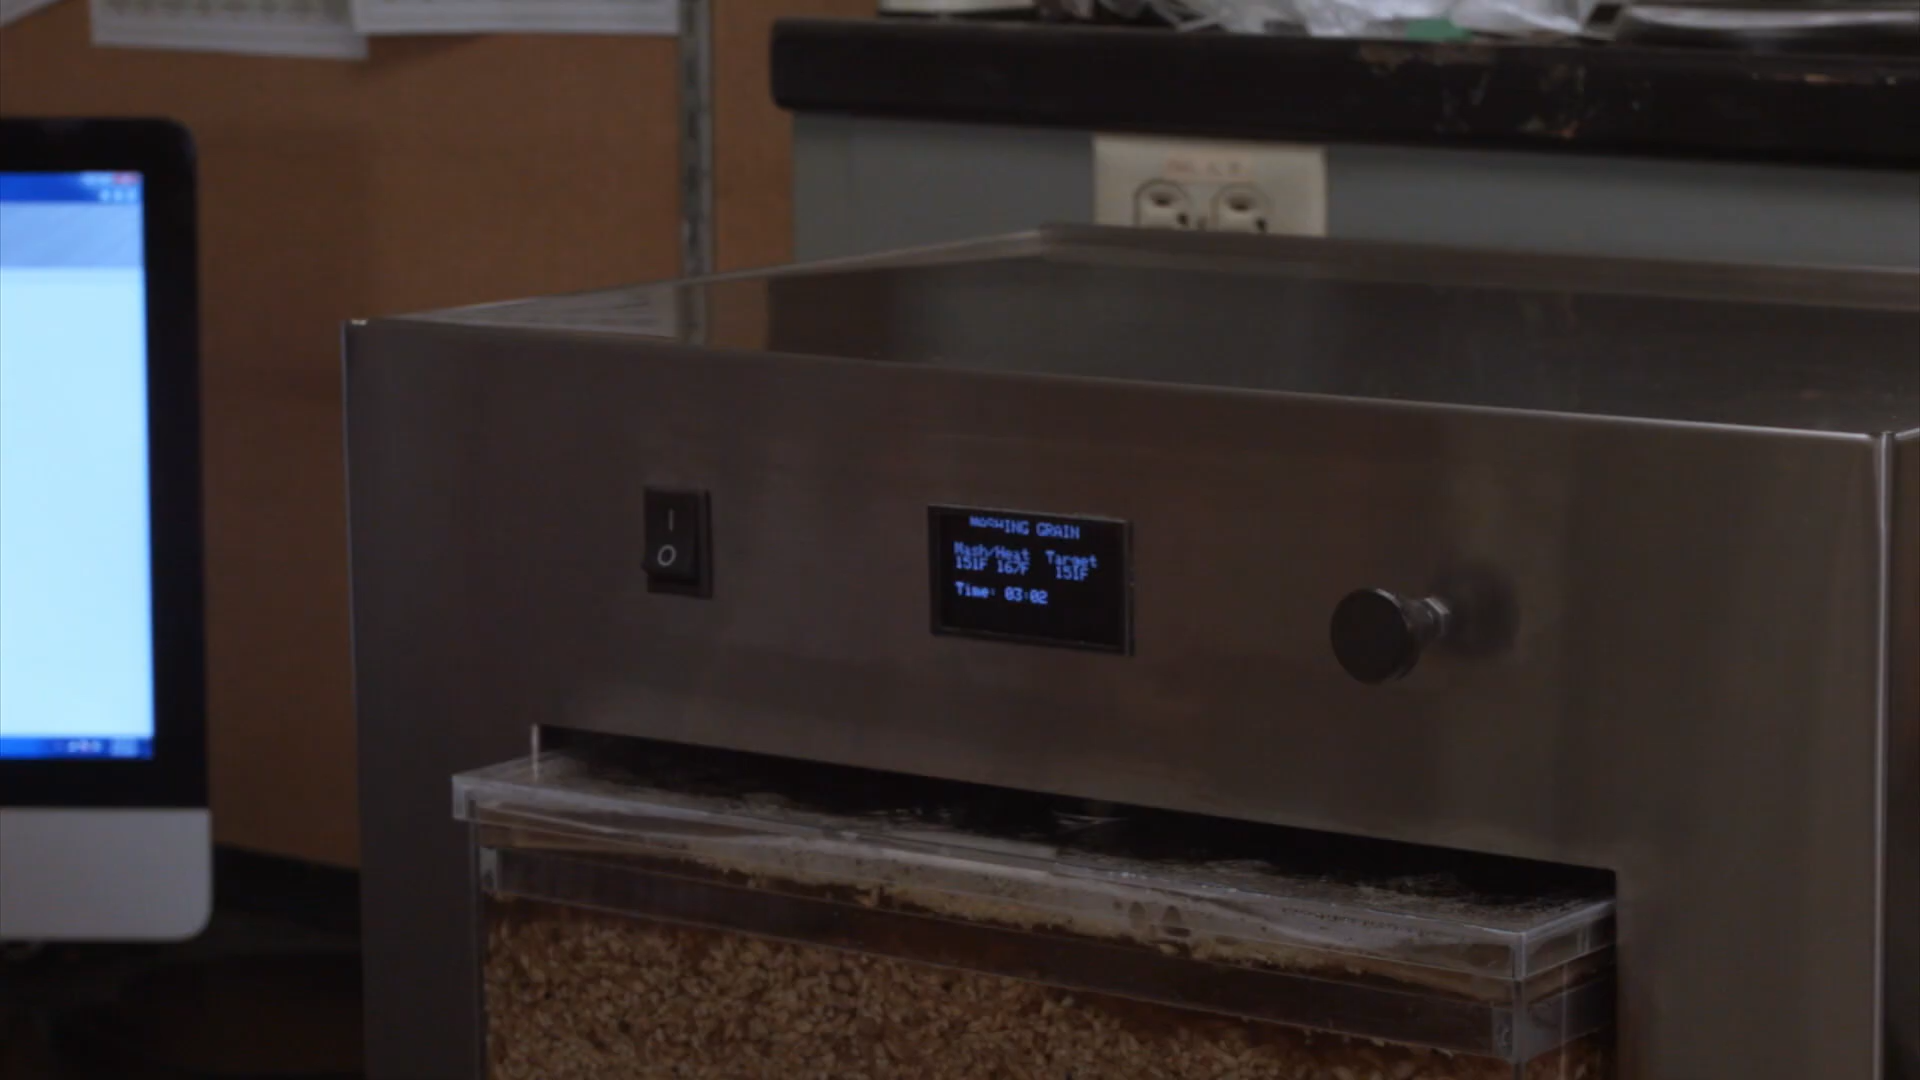 MASHING GRAIN
Mash/Heat Target
151F 167F 151F
Time: 03:02
I
O